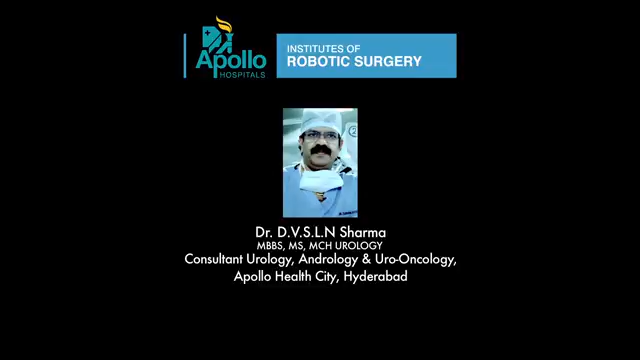 Apollo
HOSPITALS
INSTITUTES OF
ROBOTIC SURGERY
Dr. D.V.S.L.N Sharma
MBBS, MS, MCH UROLOGY
Consultant Urology, Andrology & Uro-Oncology,
Apollo Health City, Hyderabad